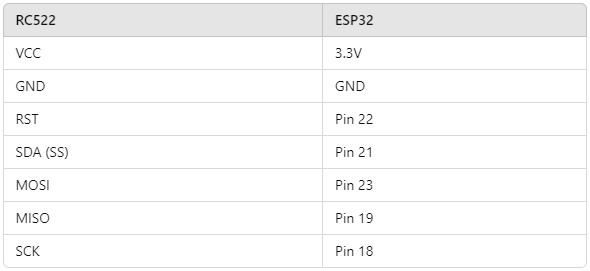 RC522 ESP32
VCC 3.3V
GND GND
RST Pin 22
SDA (SS) Pin 21
MOSI Pin 23
MISO Pin 19
SCK Pin 18